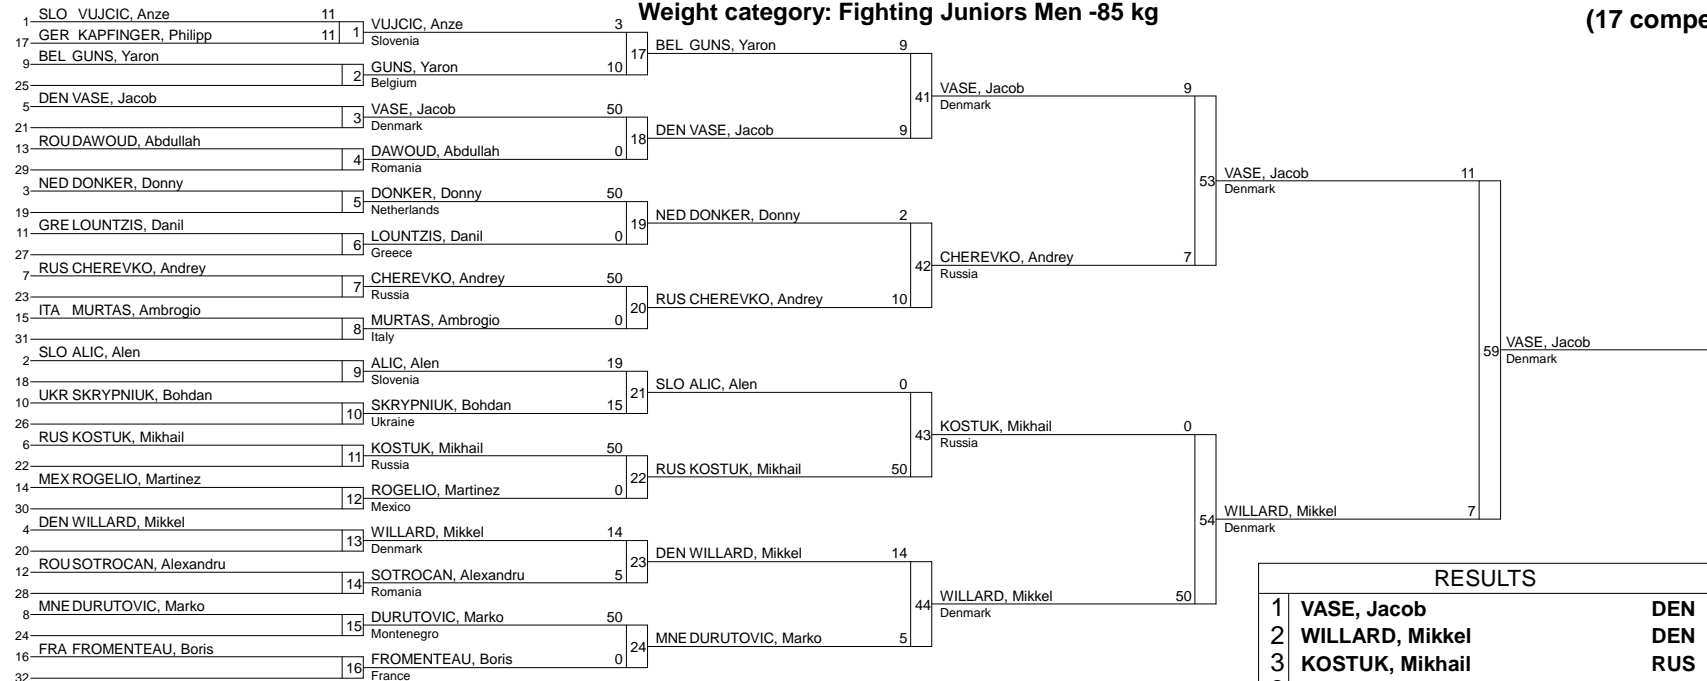 Weight category: Fighting Juniors Men -85 kg
(17 compe
1 SLO VUJCIC, Anze 11
17 GER KAPFINGER, Philipp 11
1
9 BEL GUNS, Yaron
25
2
5 DEN VASE, Jacob
21
3
13 ROU DAWOUD, Abdullah
29
4
3 NED DONKER, Donny
19
5
11 GRE LOUNTZIS, Danil
27
6
7 RUS CHEREVKO, Andrey
23
7
15 ITA MURTAS, Ambrogio
31
8
2 SLO ALIC, Alen
18
9
10 UKR SKRYPNIUK, Bohdan
26
10
6 RUS KOSTUK, Mikhail
22
11
14 MEX ROGELIO, Martinez
30
12
4 DEN WILLARD, Mikkel
20
13
12 ROU SOTROCAN, Alexandru
28
14
8 MNE DURUTOVIC, Marko
24
15
16 FRA FROMENTEAU, Boris
32
16
VUJCIC, Anze 3
Slovenia
17
GUNS, Yaron 10
Belgium
VASE, Jacob 50
Denmark
18
DAWOUD, Abdullah 0
Romania
DONKER, Donny 50
Netherlands
19
LOUNTZIS, Danil 0
Greece
CHEREVKO, Andrey 50
Russia
20
MURTAS, Ambrogio 0
Italy
ALIC, Alen 19
Slovenia
21
SKRYPNIUK, Bohdan 15
Ukraine
KOSTUK, Mikhail 50
Russia
22
ROGELIO, Martinez 0
Mexico
WILLARD, Mikkel 14
Denmark
23
SOTROCAN, Alexandru 5
Romania
DURUTOVIC, Marko 50
Montenegro
24
FROMENTEAU, Boris 0
France
BEL GUNS, Yaron 9
41
DEN VASE, Jacob 9
NED DONKER, Donny 2
42
RUS CHEREVKO, Andrey 10
SLO ALIC, Alen 0
43
RUS KOSTUK, Mikhail 50
DEN WILLARD, Mikkel 14
44
MNE DURUTOVIC, Marko 5
VASE, Jacob 9
Denmark
53
CHEREVKO, Andrey 7
Russia
KOSTUK, Mikhail 0
Russia
54
WILLARD, Mikkel 50
Denmark
VASE, Jacob 11
Denmark
59
WILLARD, Mikkel 7
Denmark
VASE, Jacob
Denmark
RESULTS
1 VASE, Jacob DEN
2 WILLARD, Mikkel DEN
3 KOSTUK, Mikhail RUS